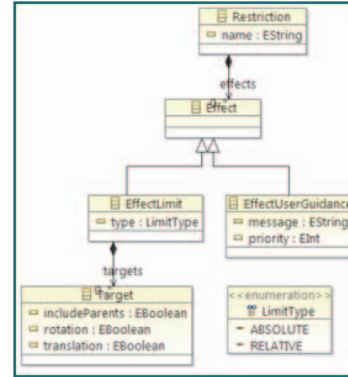 Restriction
name : EString
effects
Effect
EffectLimit
type : LimitType
EffectUserGuidance
message : EString
priority : EInt
targets
Target
includeParents : EBoolean
rotation : EBoolean
translation : EBoolean
<<enumeration>>
LimitType
ABSOLUTE
RELATIVE